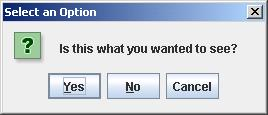 Select an Option
?
Is this what you wanted to see?
Yes No Cancel